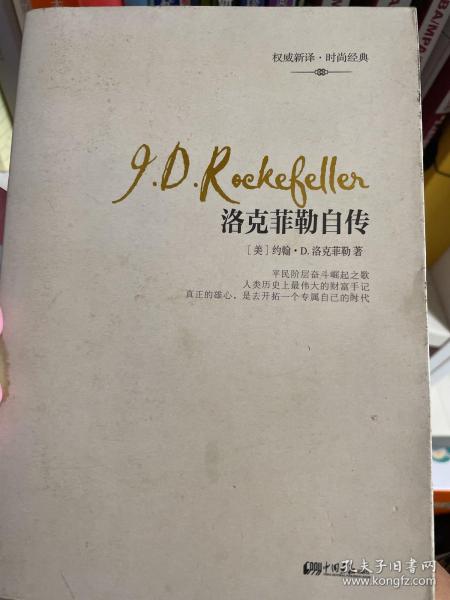 权威新译·时尚经典
J.D.Rockefeller
洛克菲勒自传
[美]约翰·D.洛克菲勒 著
平民阶层奋斗崛起之歌
人类历史上最伟大的财富手记
真正的雄心，是去开拓一个专属自己的时代
BA/MPA
孔夫子旧书网
www.kongfz.com